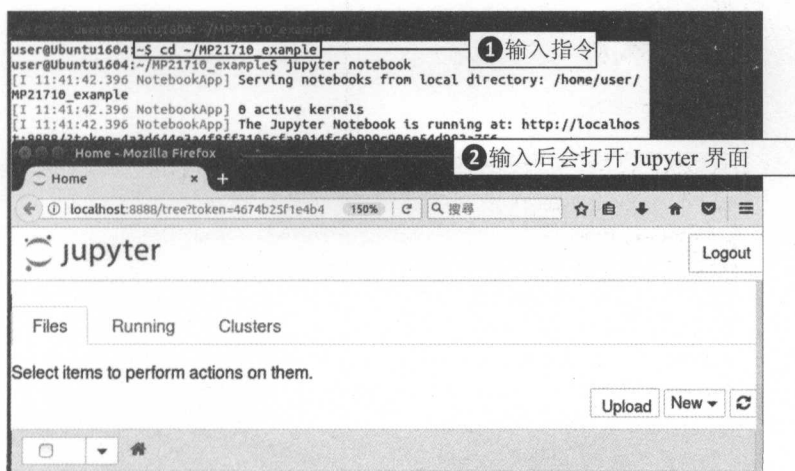 user@Ubuntu1604:~$ cd ~/MP21710_example
❶输入指令
user@Ubuntu1604:~/MP21710_example$ jupyter notebook
[I 11:41:42.396 NotebookApp] Serving notebooks from local directory: /home/user/
MP21710_example
[I 11:41:42.396 NotebookApp] 0 active kernels
[I 11:41:42.396 NotebookApp] The Jupyter Notebook is running at: http://localhos
Home - Mozilla Firefox
❷输入后会打开 Jupyter 界面
Home × +
localhost:8888/tree?token=4674b25f1e4b4 150% C 搜尋
jupyter Logout
Files Running Clusters
Select items to perform actions on them.
Upload New